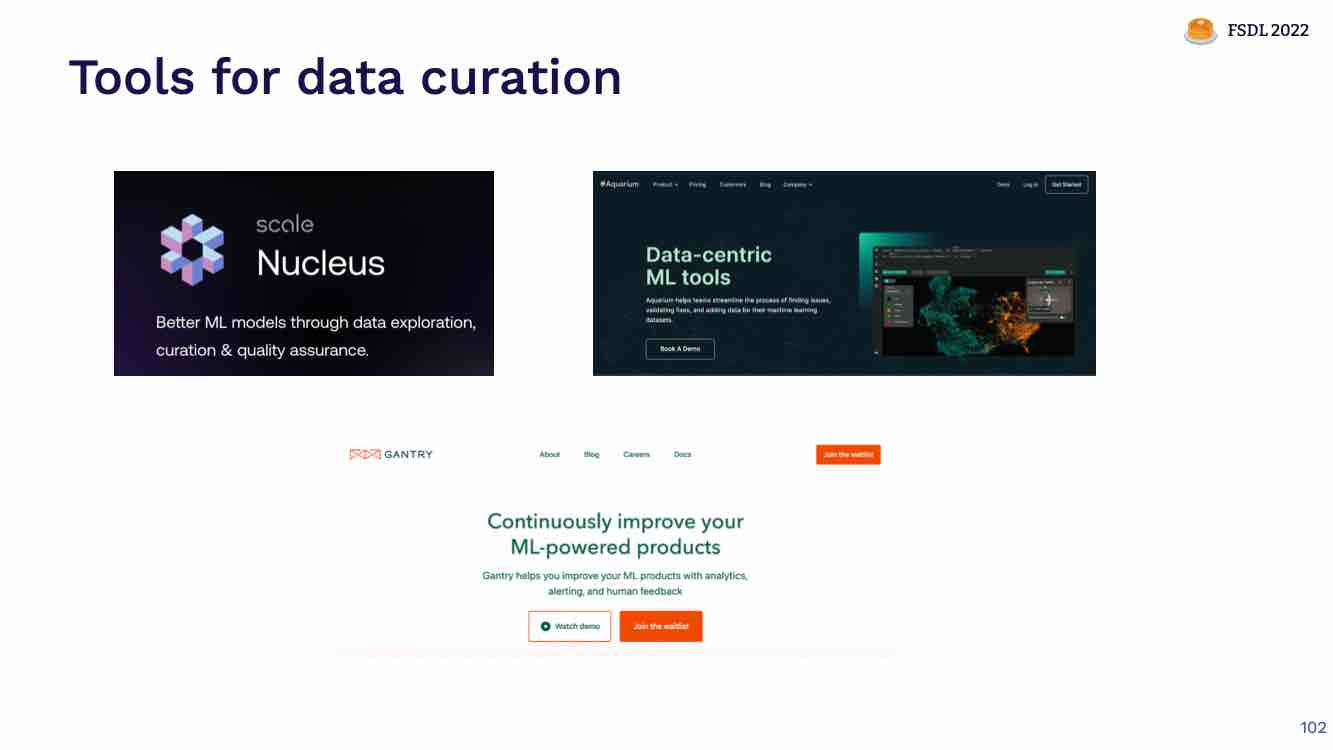 FSDL 2022
Tools for data curation
scale
Nucleus
Better ML models through data exploration,
curation & quality assurance.
Aquarium Product Pricing Customers Blog Company Demo Log In Get Started
Data-centric
ML tools
Aquarium helps teams streamline the process of finding issues,
validating fixes, and adding data for their machine learning
datasets.
Book A Demo
GANTRY About Blog Careers Docs Join the waitlist
Continuously improve your
ML-powered products
Gantry helps you improve your ML products with analytics,
alerting, and human feedback
Watch demo Join the waitlist
102